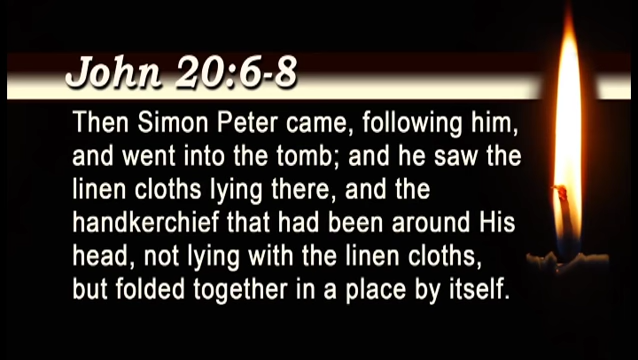 John 20:6-8
Then Simon Peter came, following him,
and went into the tomb; and he saw the
linen cloths lying there, and the
handkerchief that had been around His
head, not lying with the linen cloths,
but folded together in a place by itself.